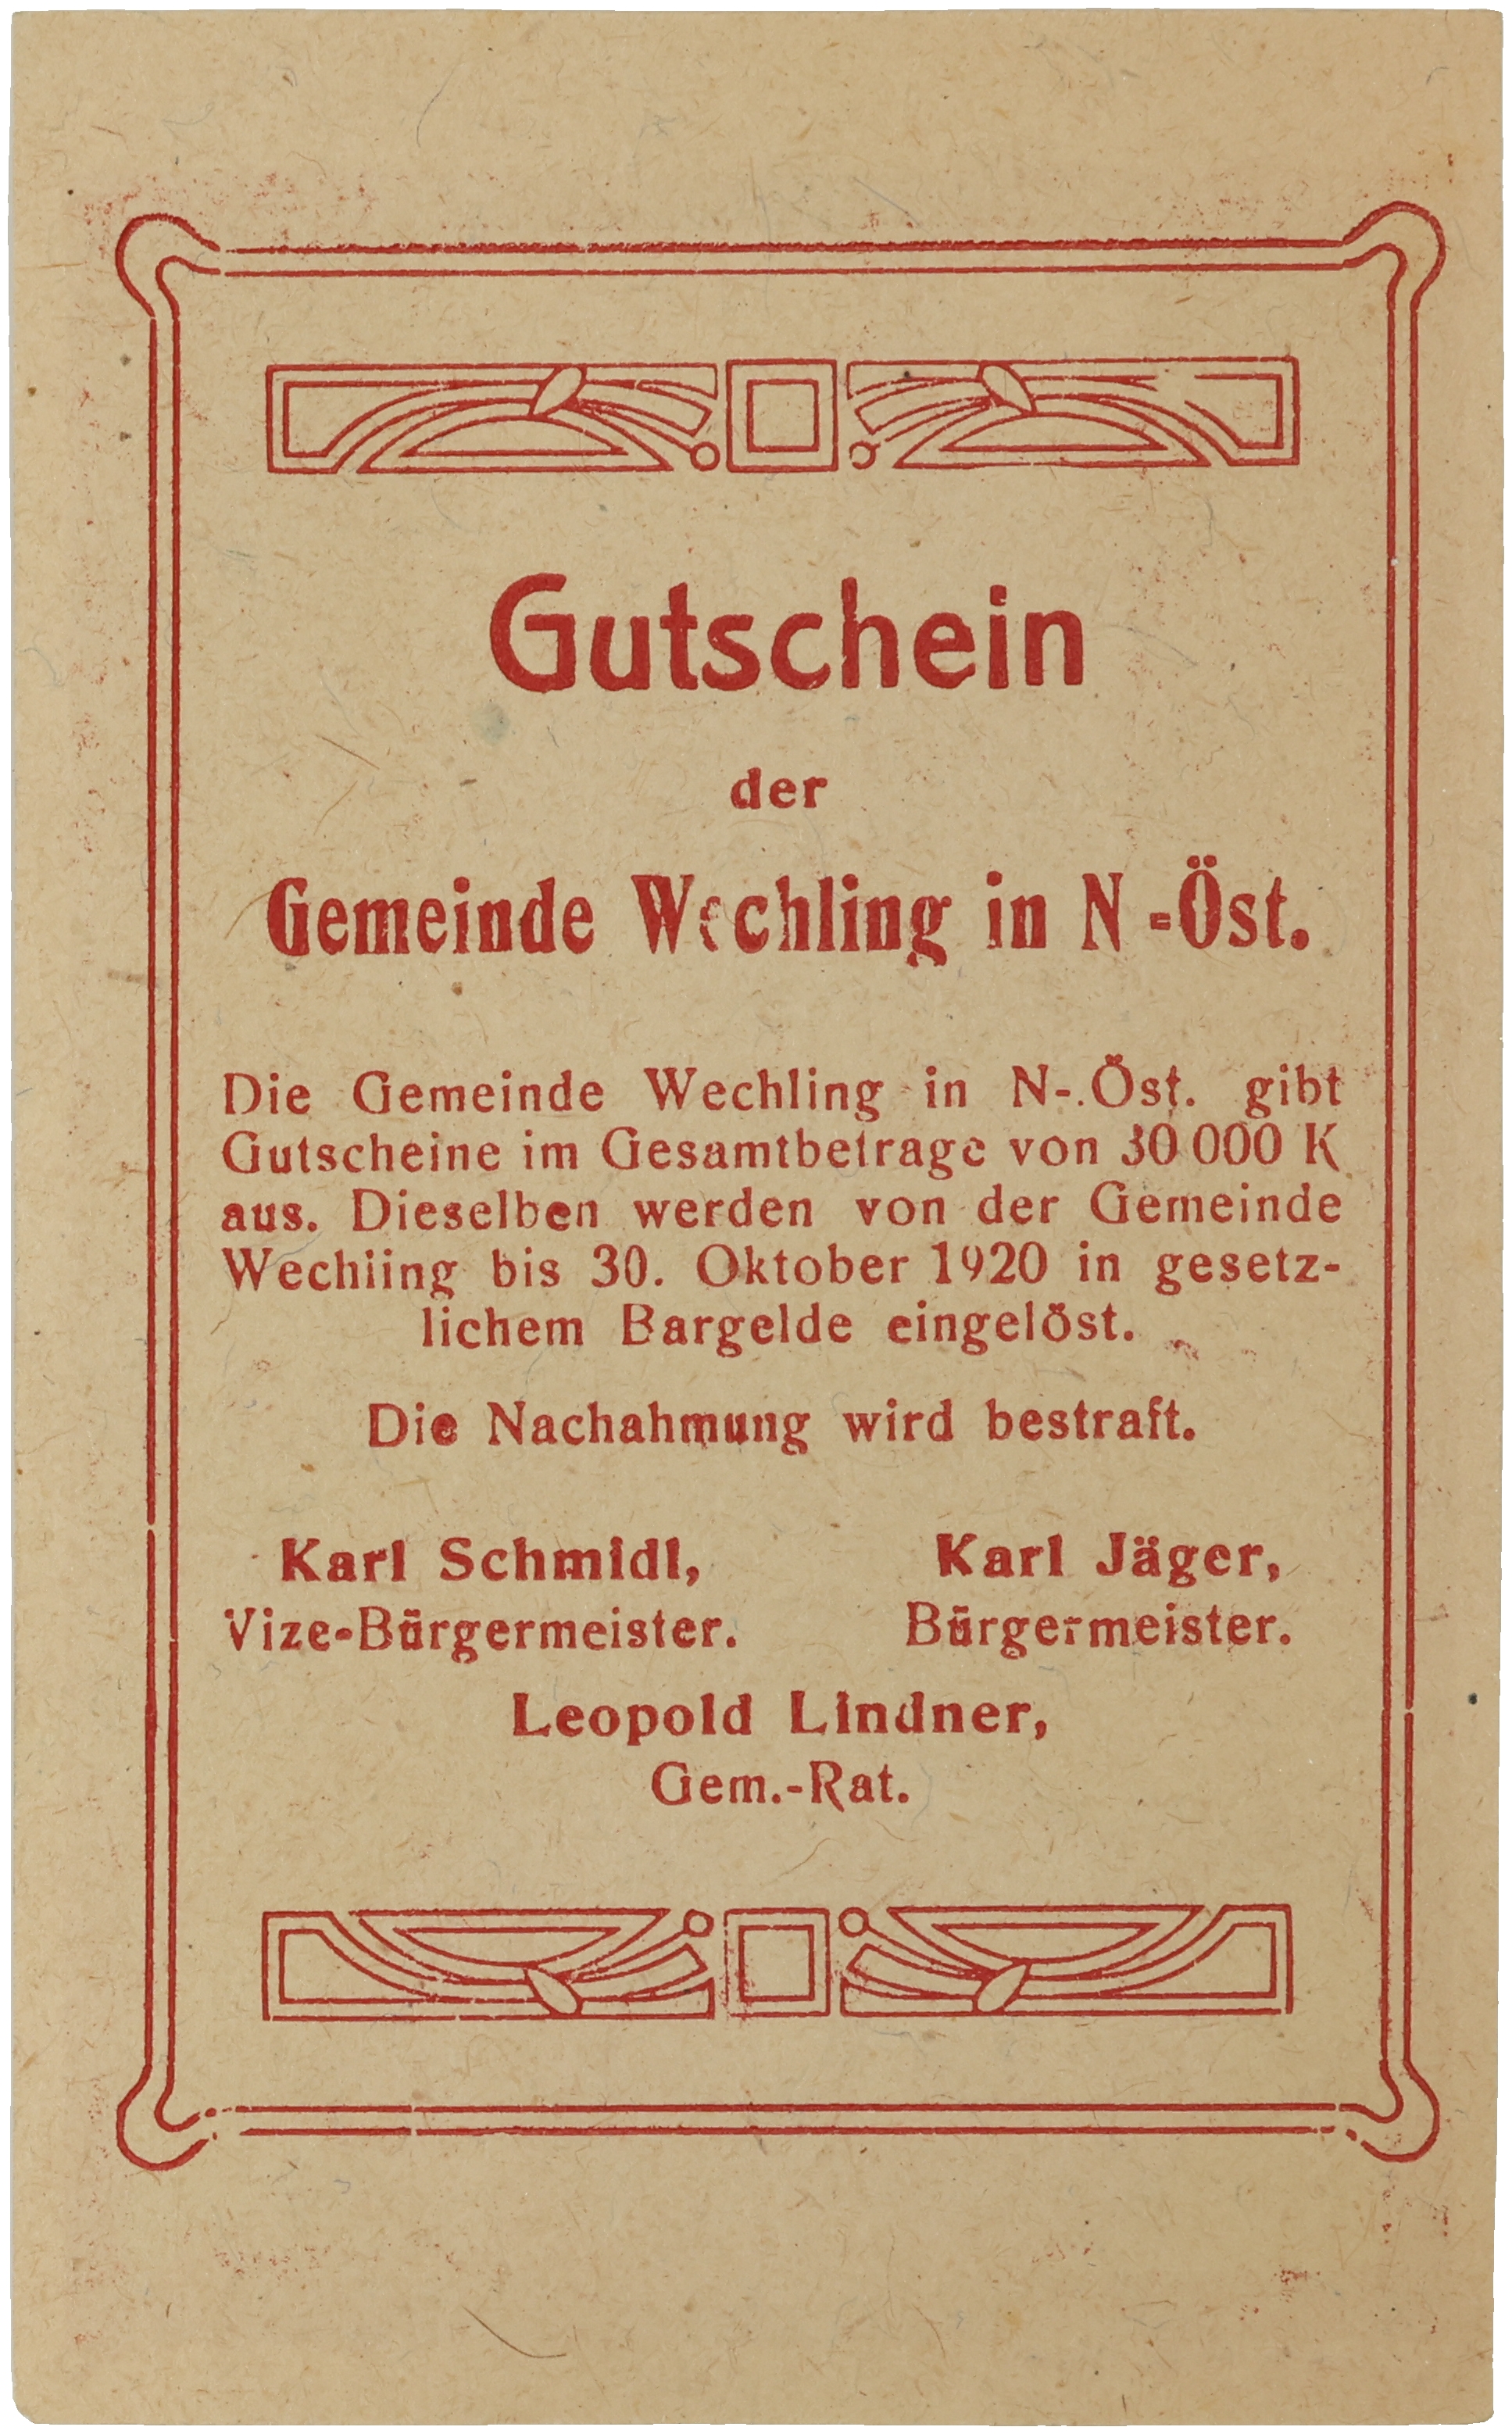 Gutschein
der
Gemeinde Wechling in N-Öst.
Die Gemeinde Wechling in N-.Öst. gibt
Gutscheine im Gesamtbetrage von 30 000 K
aus. Dieselben werden von der Gemeinde
Wechling bis 30. Oktober 1920 in gesetz-
lichem Bargelde eingelöst.
Die Nachahmung wird bestraft.
Karl Schmidl,
Vize-Bürgermeister.
Karl Jäger,
Bürgermeister.
Leopold Lindner,
Gem.-Rat.